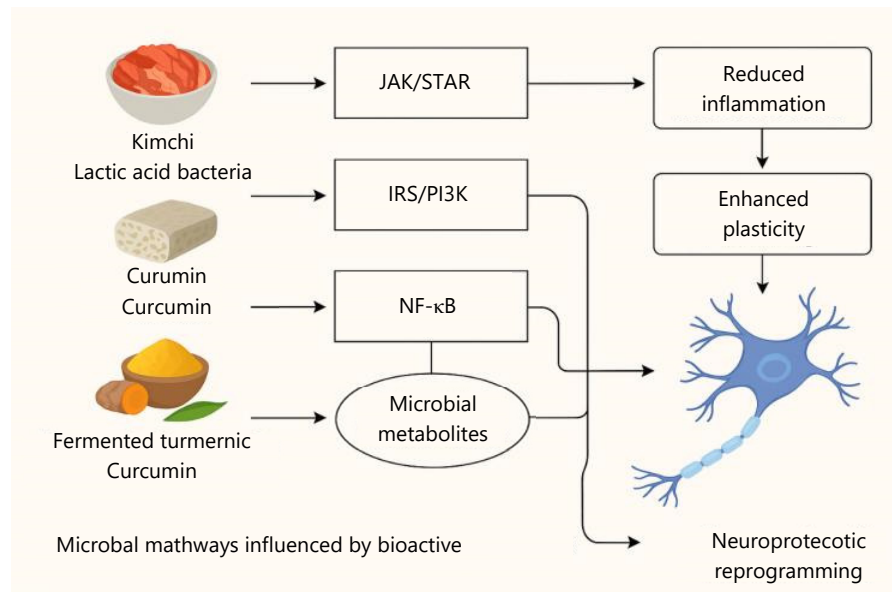 Kimchi
Lactic acid bacteria
Curumin
Curcumin
Fermented turmernic
Curcumin
JAK/STAR
IRS/PI3K
NF-κB
Microbial
metabolites
Reduced
inflammation
Enhanced
plasticity
Microbal mathways influenced by bioactive
Neuroprotecotic
reprogramming